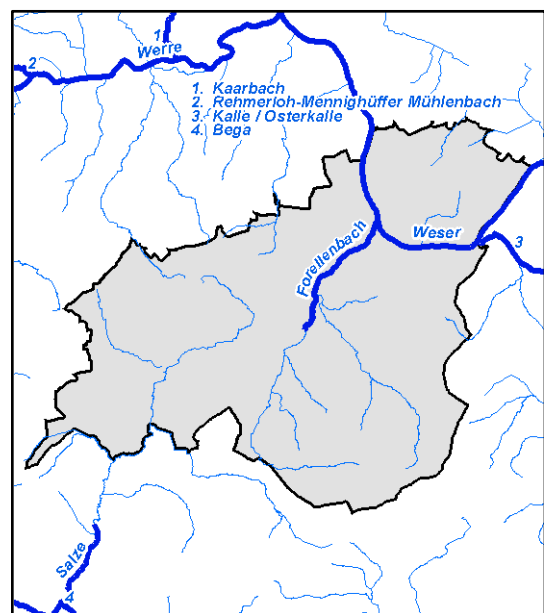 1
Werre
2
1. Kaarbach
2. Rehmerloh-Mennighüffer Mühlenbach
3. Kalle / Osterkalle
4. Bega
Forellenbach
Weser
3
Salze
4